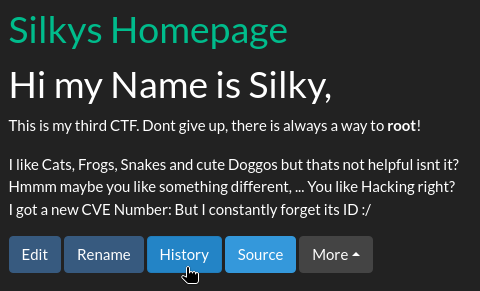 Silkys Homepage
Hi my Name is Silky,
This is my third CTF. Dont give up, there is always a way to root!
I like Cats, Frogs, Snakes and cute Doggos but thats not helpful isnt it?
Hmmm maybe you like something different, ... You like Hacking right?
I got a new CVE Number: But I constantly forget its ID :/
Edit Rename History Source More